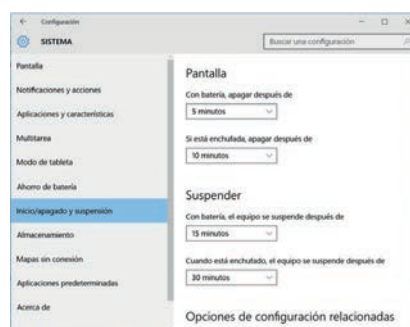 Configuración
SISTEMA
Buscar una configuración
Pantalla
Notificaciones y acciones
Aplicaciones y características
Multitarea
Modo de tableta
Ahorro de batería
Inicio/apagado y suspensión
Almacenamiento
Mapas sin conexión
Aplicaciones predeterminadas
Acerca de
Pantalla
Con batería, apagar después de
5 minutos
Si está enchufada, apagar después de
10 minutos
Suspender
Con batería, el equipo se suspende después de
15 minutos
Cuando está enchufado, el equipo se suspende después de
30 minutos
Opciones de configuración relacionadas